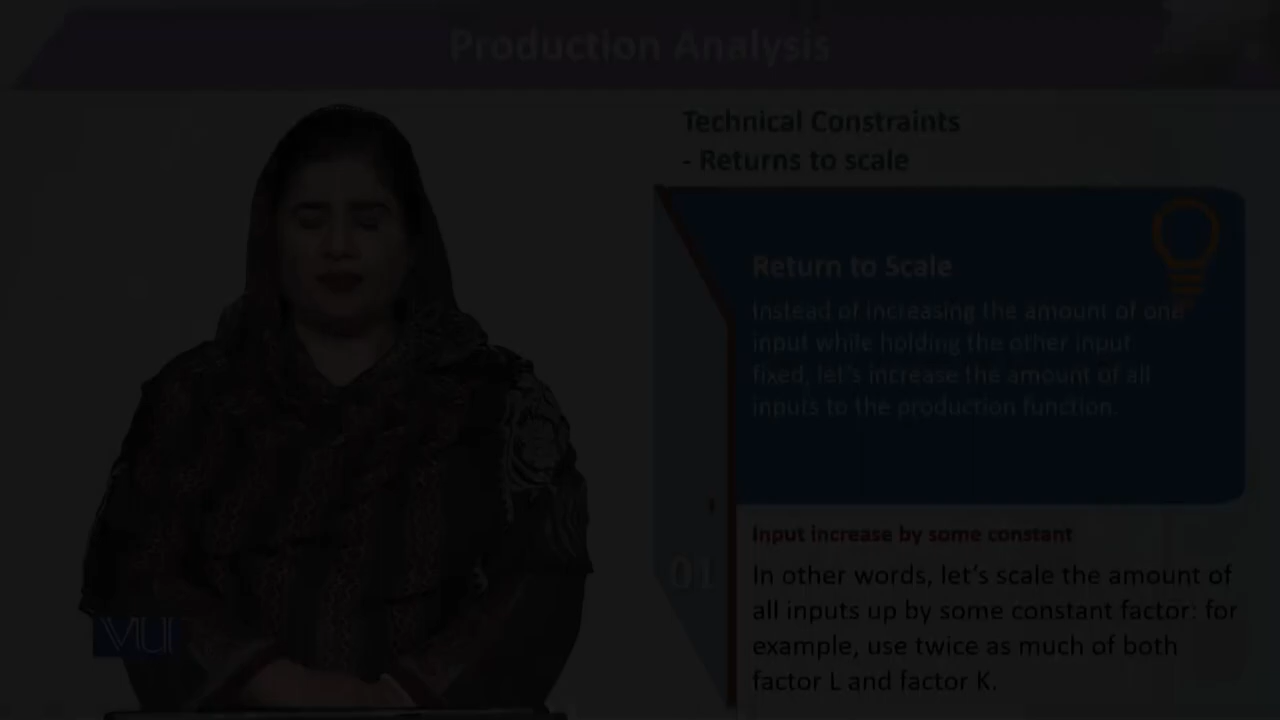 Production Analysis
Technical Constraints
- Returns to scale
Return to Scale
Instead of increasing the amount of one
input while holding the other input
fixed, let's increase the amount of all
inputs to the production function.
01
Input increase by some constant
In other words, let's scale the amount of
all inputs up by some constant factor: for
example, use twice as much of both
factor L and factor K.
VU